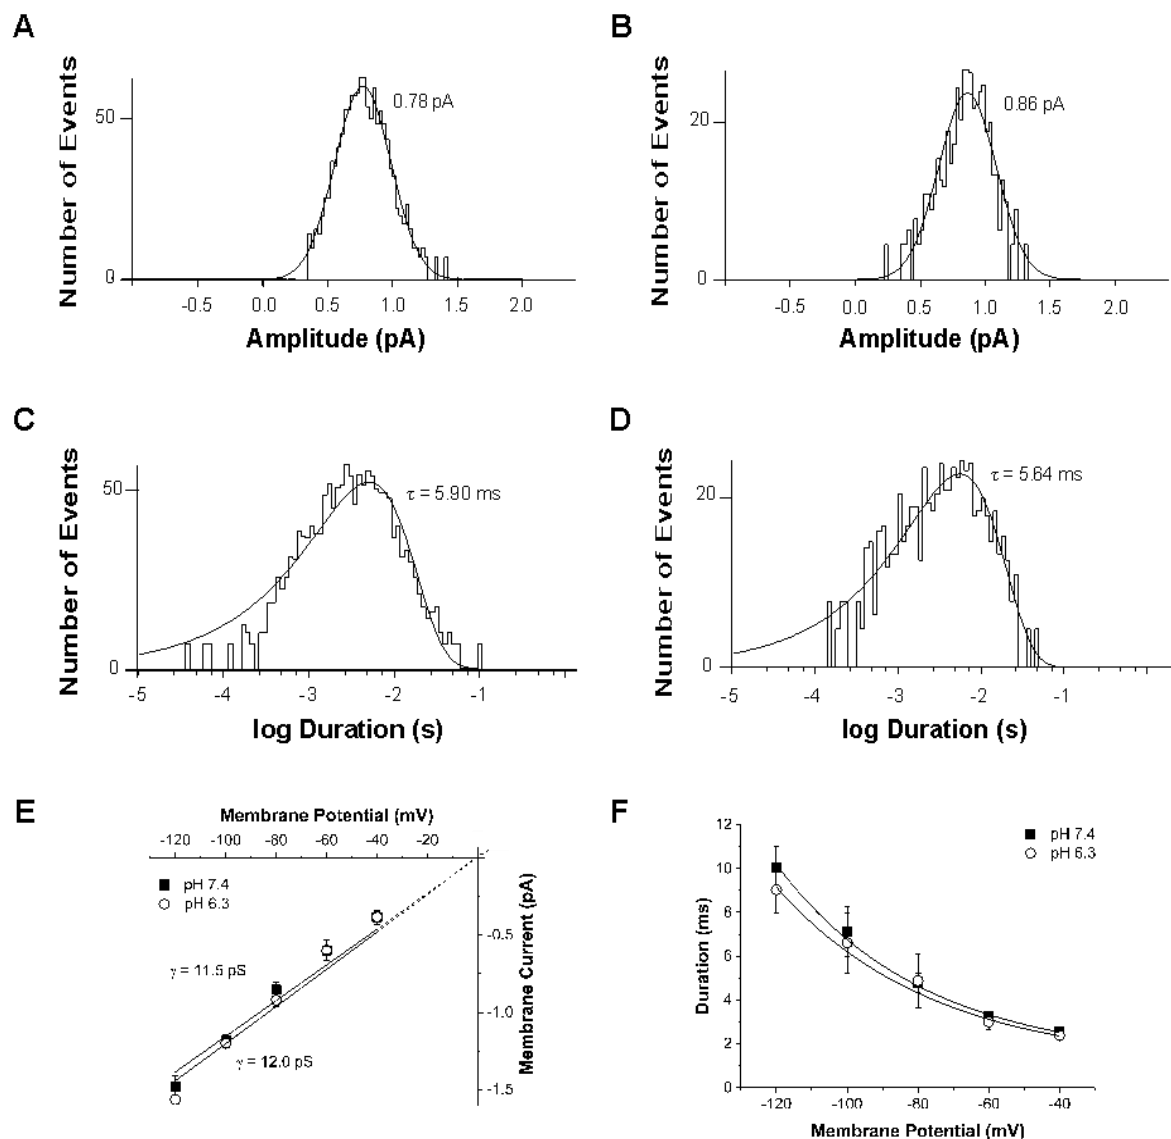 A
Number of Events
50
0
0.78 pA
-0.5 0.0 0.5 1.0 1.5 2.0
Amplitude (pA)
B
Number of Events
20
0
0.86 pA
-0.5 0.0 0.5 1.0 1.5 2.0
Amplitude (pA)
C
Number of Events
50
0
τ = 5.90 ms
-5 -4 -3 -2 -1
log Duration (s)
D
Number of Events
20
0
τ = 5.64 ms
-5 -4 -3 -2 -1
log Duration (s)
E
Membrane Potential (mV)
-120 -100 -80 -60 -40 -20
pH 7.4
pH 6.3
γ = 11.5 pS
γ = 12.0 pS
-0.5
-1.0
-1.5
Membrane Current (pA)
F
12
10
8
6
4
2
0
Duration (ms)
pH 7.4
pH 6.3
-120 -100 -80 -60 -40
Membrane Potential (mV)